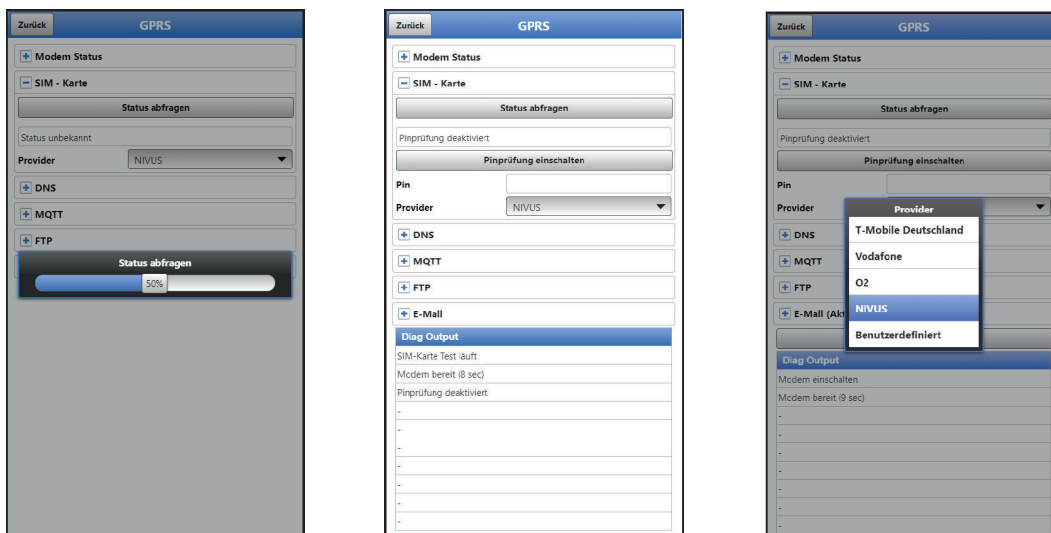 Zurück GPRS
Modem Status
SIM - Karte
Status abfragen
Status unbekannt
Provider NIVUS
DNS
MQTT
FTP
Status abfragen
50%
Zurück GPRS
Modem Status
SIM - Karte
Status abfragen
Pinprüfung deaktiviert
Pinprüfung einschalten
Pin
Provider NIVUS
DNS
MQTT
FTP
E-Mail
Diag Output
SIM-Karte Test läuft
Modem bereit (8 sec)
Pinprüfung deaktiviert
-
-
-
-
-
-
-
Zurück GPRS
Modem Status
SIM - Karte
Status abfragen
Pinprüfung deaktiviert
Pinprüfung einschalten
Pin
Provider
Provider
T-Mobile Deutschland
Vodafone
O2
NIVUS
Benutzerdefiniert
DNS
MQTT
FTP
E-Mail (Akt
Diag Output
Modem einschalten
Modem bereit (9 sec)
-
-
-
-
-
-
-